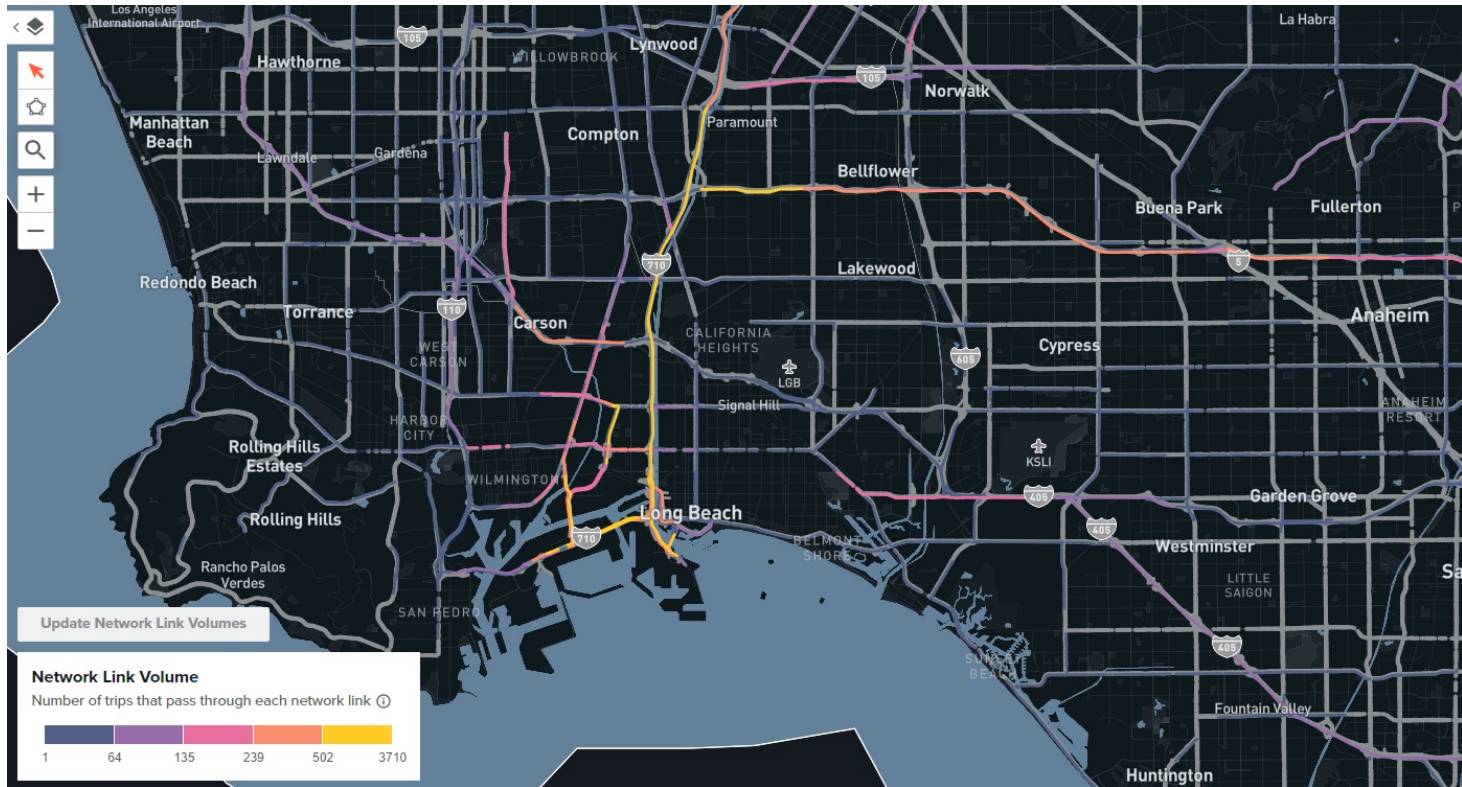 Los Angeles
International Airport
La Habra
105
Lynwood
WILLOWBROOK
Hawthorne
105
Norwalk
Paramount
Manhattan
Beach
Compton
Lawndale
Gardena
Bellflower
Buena Park
Fullerton
710
Lakewood
5
Redondo Beach
110
Torrance
Carson
CALIFORNIA
HEIGHTS
Anaheim
WEST
CARSON
Cypress
605
LGB
Signal Hill
ANAHEIM
RESORT
HARBOR
CITY
Rolling Hills
Estates
KSLI
WILMINGTON
405
Garden Grove
Long Beach
Rolling Hills
405
710
BELMONT
SHORE
Westminster
Rancho Palos
Verdes
LITTLE
SAIGON
Sa
SAN PEDRO
Update Network Link Volumes
405
SUNSET
BEACH
Network Link Volume
Number of trips that pass through each network link
Fountain Valley
1 64 135 239 502 3710
Huntington